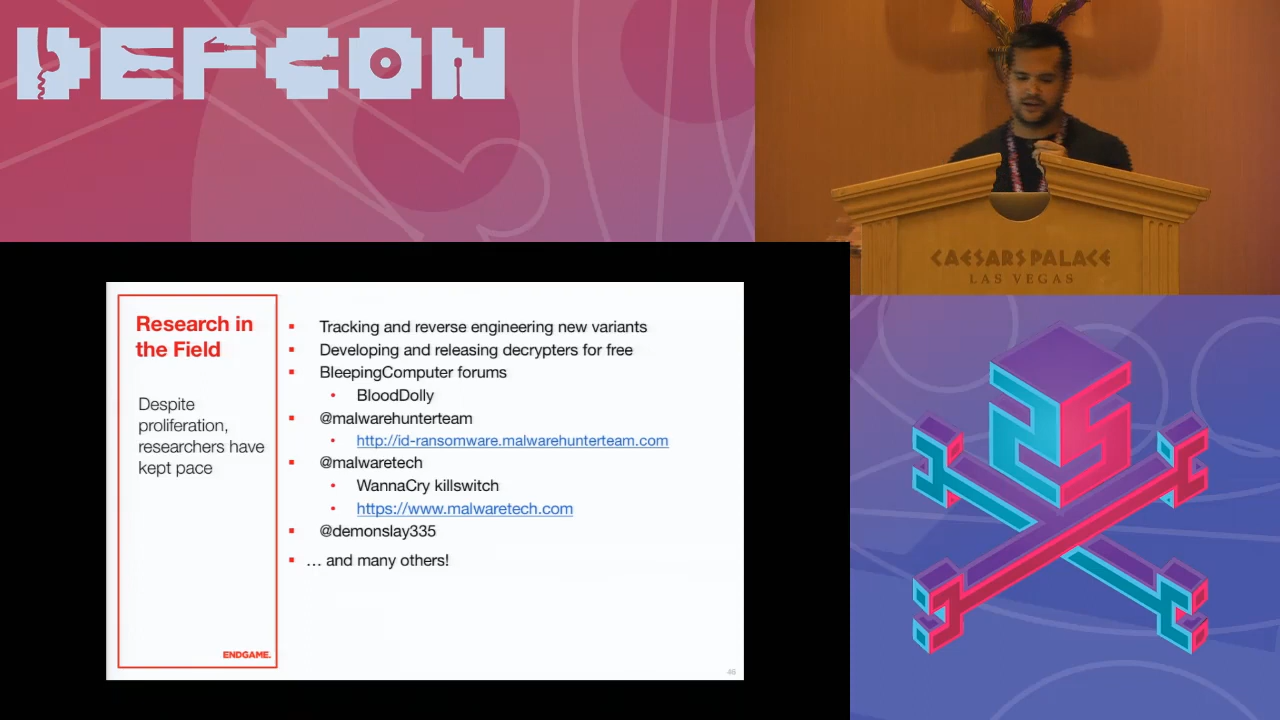 DEFCON
CAESARS PALACE
LAS VEGAS
Research in
the Field
Despite
proliferation,
researchers have
kept pace
ENDGAME.
Tracking and reverse engineering new variants
Developing and releasing decrypters for free
BleepingComputer forums
BloodDolly
@malwarehunterteam
http://id-ransomware.malwarehunterteam.com
@malwaretech
WannaCry killswitch
https://www.malwaretech.com
@demonslay335
… and many others!
25